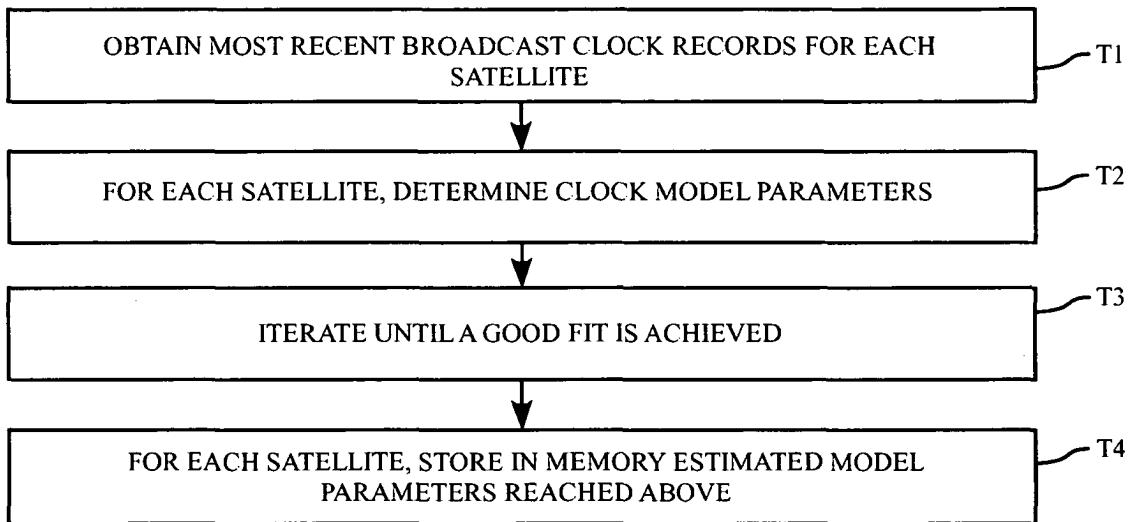 OBTAIN MOST RECENT BROADCAST CLOCK RECORDS FOR EACH
SATELLITE
T1
FOR EACH SATELLITE, DETERMINE CLOCK MODEL PARAMETERS
T2
ITERATE UNTIL A GOOD FIT IS ACHIEVED
T3
FOR EACH SATELLITE, STORE IN MEMORY ESTIMATED MODEL
PARAMETERS REACHED ABOVE
T4